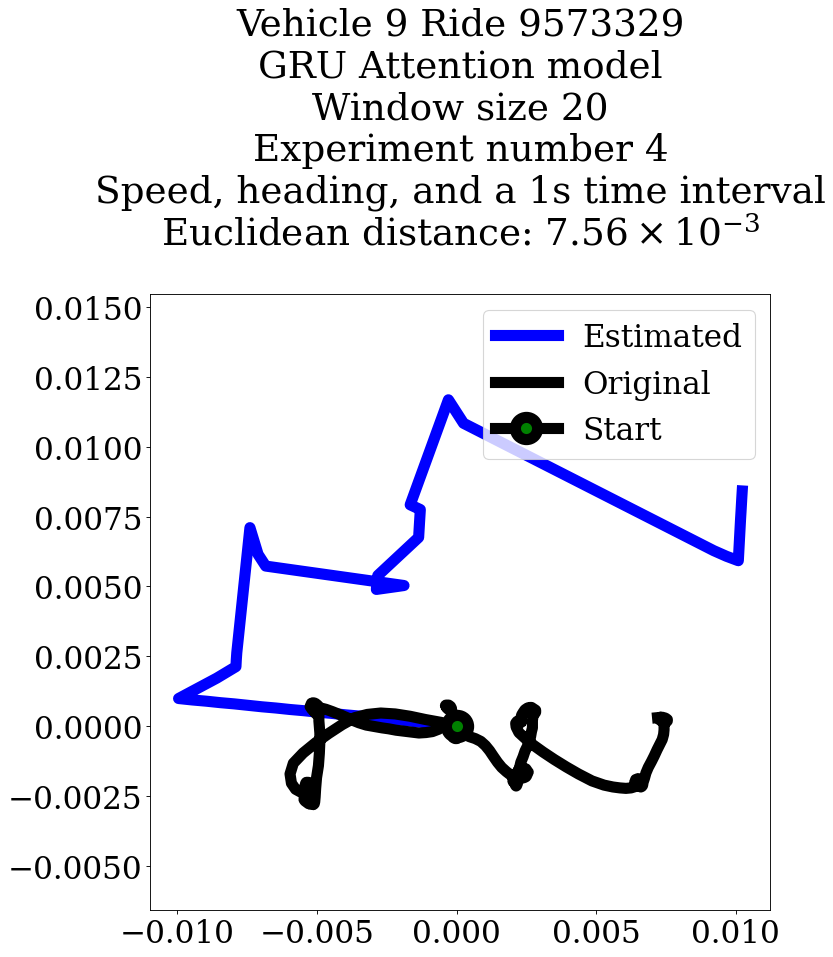 Vehicle 9 Ride 9573329
GRU Attention model
Window size 20
Experiment number 4
Speed, heading, and a 1s time interval
Euclidean distance: 7.56 × 10⁻³
0.0150
0.0125
0.0100
0.0075
0.0050
0.0025
0.0000
−0.0025
−0.0050
Estimated
Original
Start
−0.010 −0.005 0.000 0.005 0.010